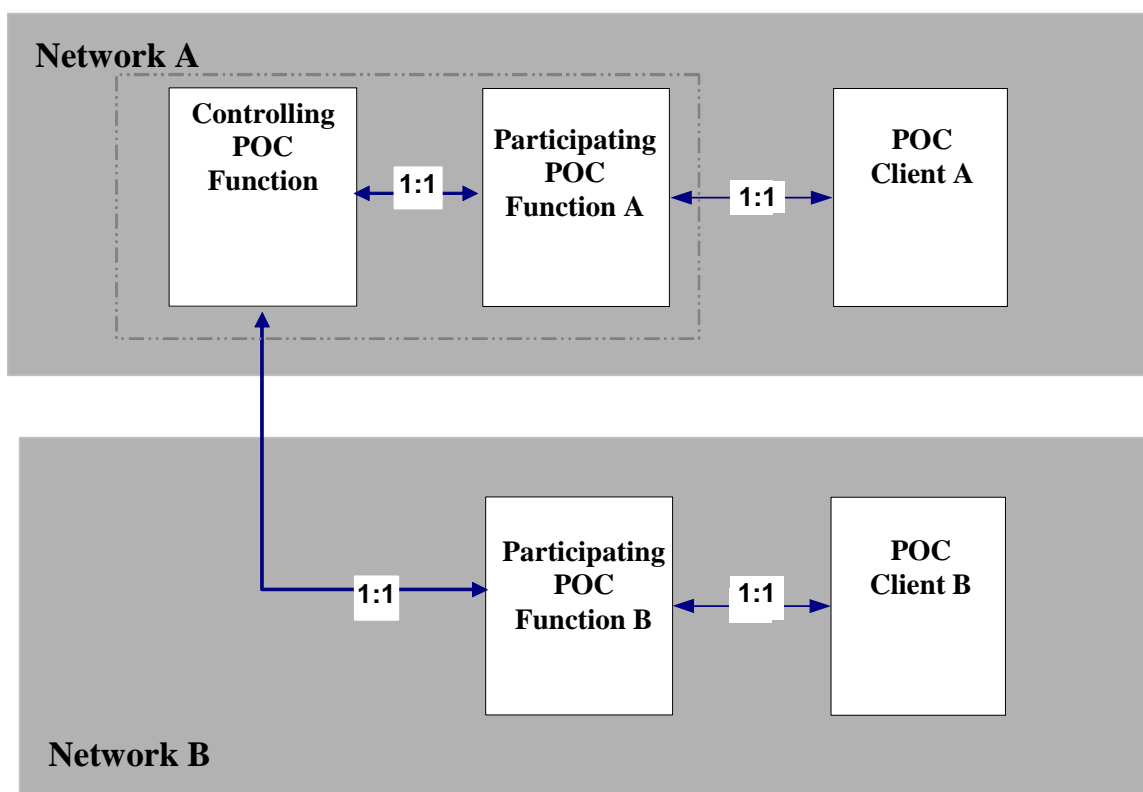 Network A
Controlling
POC
Function
1:1
Participating
POC
Function A
1:1
POC
Client A
1:1
Participating
POC
Function B
1:1
POC
Client B
Network B